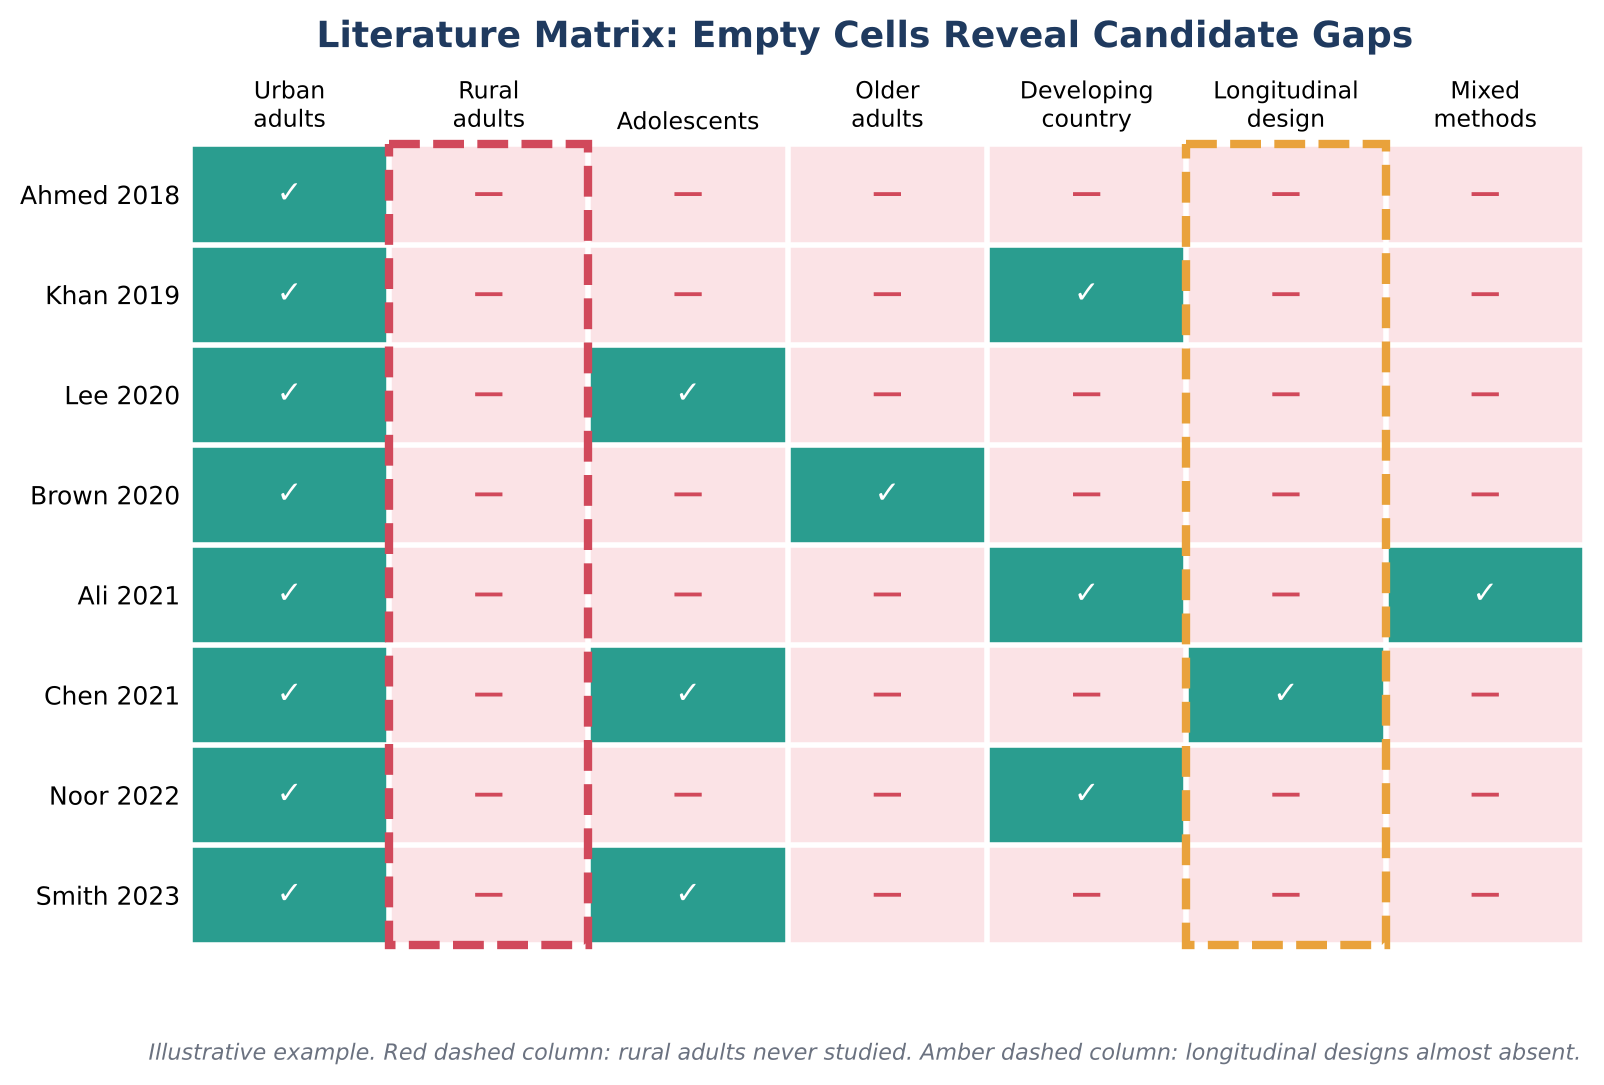 Literature Matrix: Empty Cells Reveal Candidate Gaps
Urban adults
Rural adults
Adolescents
Older adults
Developing country
Longitudinal design
Mixed methods
Ahmed 2018 ✓ — — — — — —
Khan 2019 ✓ — — — ✓ — —
Lee 2020 ✓ — ✓ — — — —
Brown 2020 ✓ — — ✓ — — —
Ali 2021 ✓ — — — ✓ — ✓
Chen 2021 ✓ — ✓ — — ✓ —
Noor 2022 ✓ — — — ✓ — —
Smith 2023 ✓ — ✓ — — — —
Illustrative example. Red dashed column: rural adults never studied. Amber dashed column: longitudinal designs almost absent.